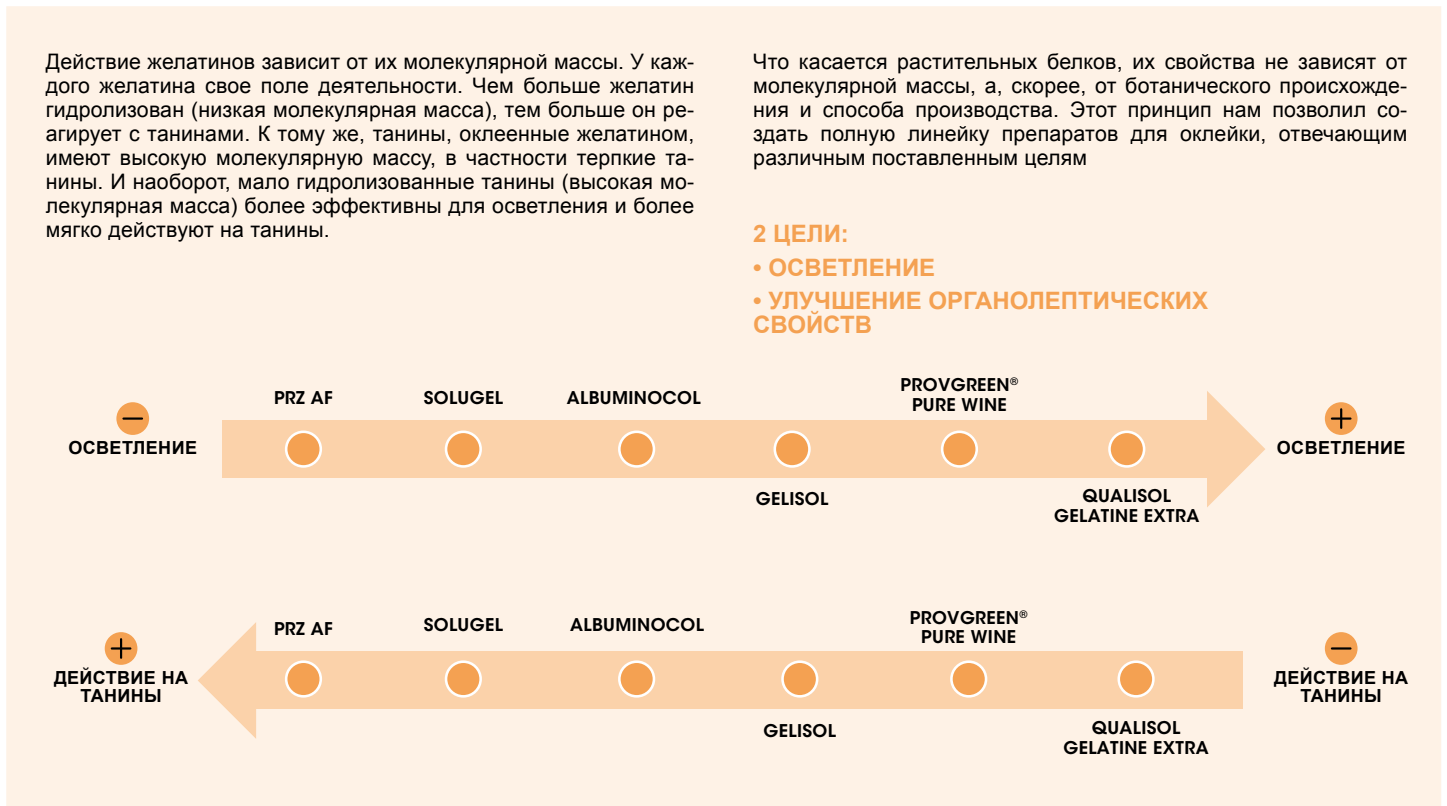 Действие желатинов зависит от их молекулярной массы. У каж-
дого желатина свое поле деятельности. Чем больше желатин
гидролизован (низкая молекулярная масса), тем больше он ре-
агирует с танинами. К тому же, танины, оклеенные желатином,
имеют высокую молекулярную массу, в частности терпкие та-
нины. И наоборот, мало гидролизованные танины (высокая мо-
лекулярная масса) более эффективны для осветления и более
мягко действуют на танины.
Что касается растительных белков, их свойства не зависят от
молекулярной массы, а, скорее, от ботанического происхожде-
ния и способа производства. Этот принцип нам позволил со-
здать полную линейку препаратов для оклейки, отвечающим
различным поставленным целям
2 ЦЕЛИ:
• ОСВЕТЛЕНИЕ
• УЛУЧШЕНИЕ ОРГАНОЛЕПТИЧЕСКИХ
СВОЙСТВ
−
ОСВЕТЛЕНИЕ
PRZ AF
SOLUGEL
ALBUMINOCOL
GELISOL
PROVGREEN®
PURE WINE
QUALISOL
GELATINE EXTRA
+
ОСВЕТЛЕНИЕ
+
ДЕЙСТВИЕ НА
ТАНИНЫ
PRZ AF
SOLUGEL
ALBUMINOCOL
GELISOL
PROVGREEN®
PURE WINE
QUALISOL
GELATINE EXTRA
−
ДЕЙСТВИЕ НА
ТАНИНЫ